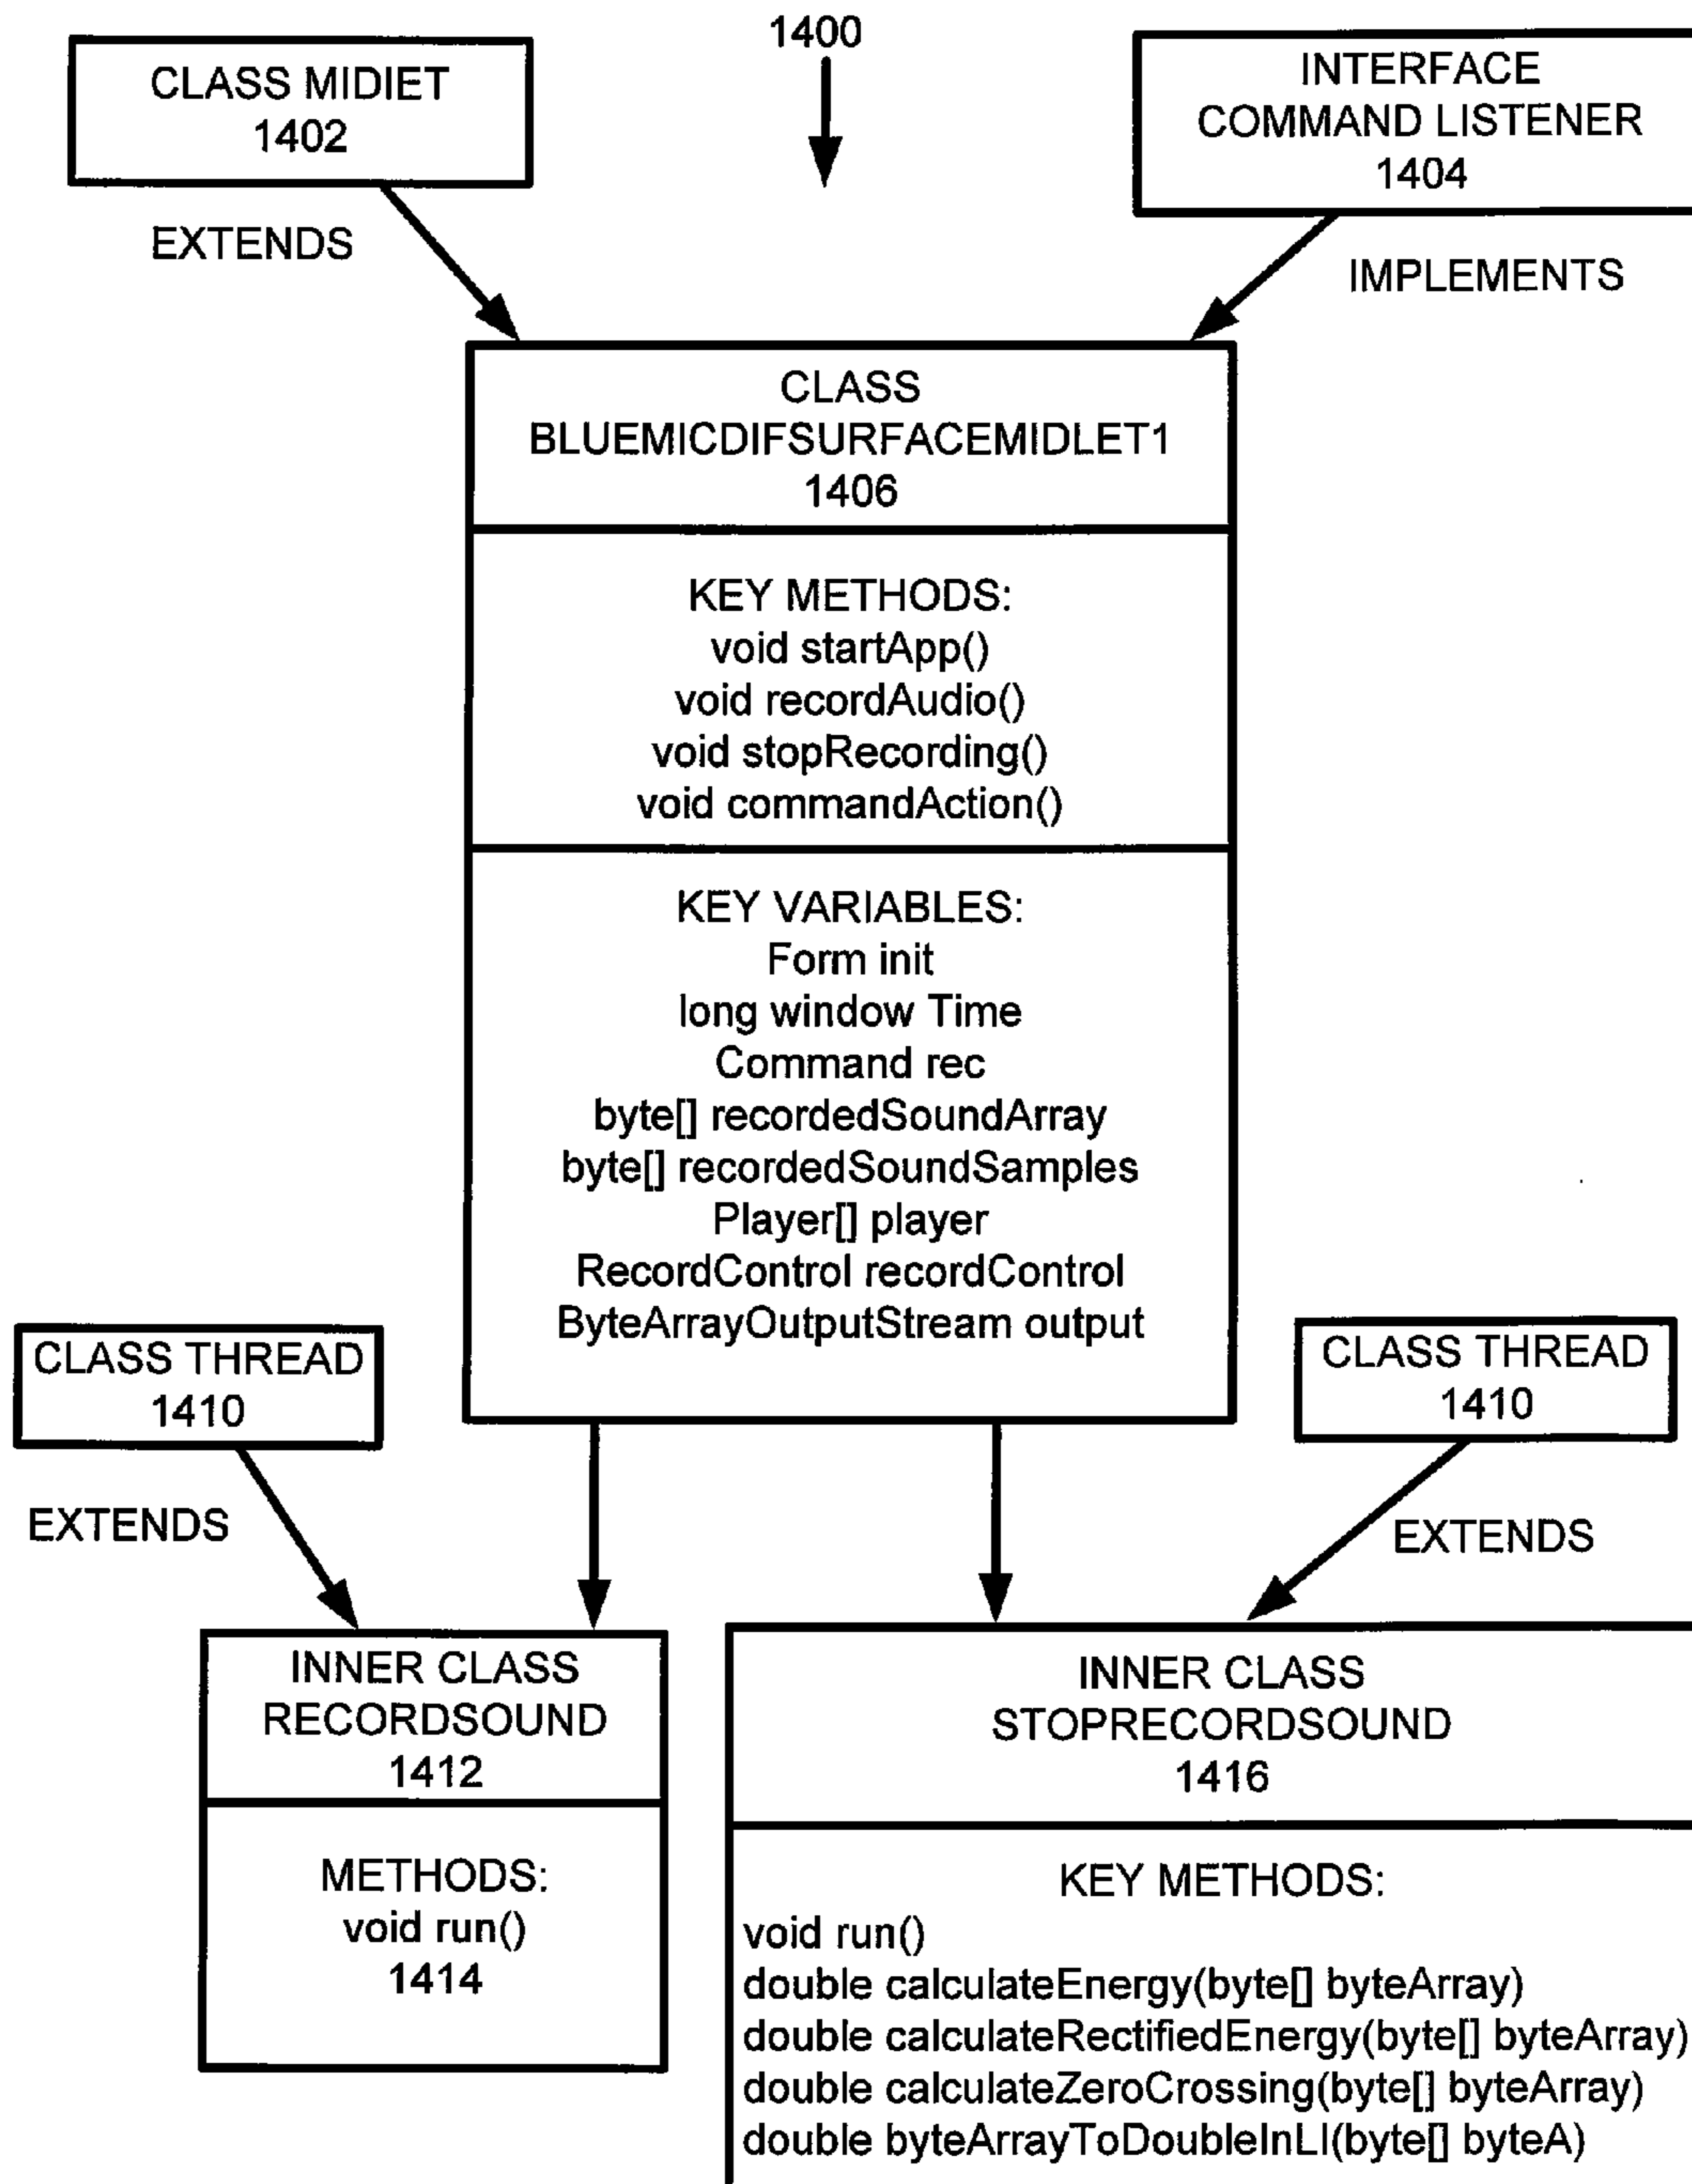 1400
CLASS MIDIET
1402
INTERFACE
COMMAND LISTENER
1404
EXTENDS
IMPLEMENTS
CLASS
BLUEMICDIFSURFACEMIDLET1
1406
KEY METHODS:
void startApp()
void recordAudio()
void stopRecording()
void commandAction()
KEY VARIABLES:
Form init
long window Time
Command rec
byte[] recordedSoundArray
byte[] recordedSoundSamples
Player[] player
RecordControl recordControl
ByteArrayOutputStream output
CLASS THREAD
1410
CLASS THREAD
1410
EXTENDS
EXTENDS
INNER CLASS
RECORDSOUND
1412
METHODS:
void run()
1414
INNER CLASS
STOPRECORDSOUND
1416
KEY METHODS:
void run()
double calculateEnergy(byte[] byteArray)
double calculateRectifiedEnergy(byte[] byteArray)
double calculateZeroCrossing(byte[] byteArray)
double byteArrayToDoubleInLI(byte[] byteA)